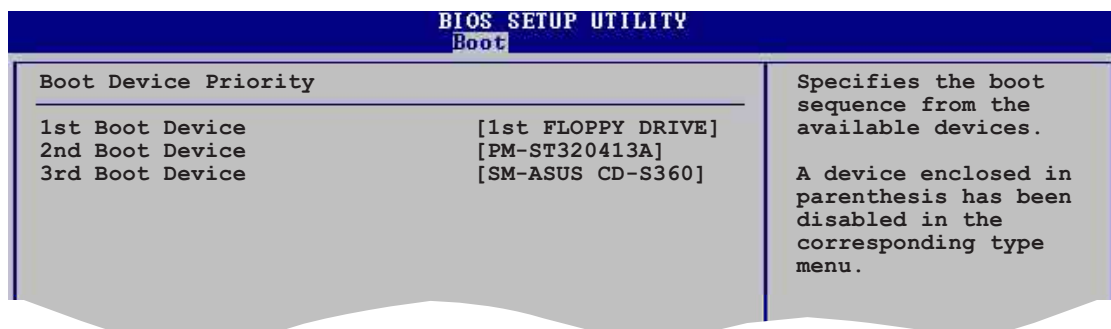 BIOS SETUP UTILITY
Boot
Boot Device Priority
1st Boot Device [1st FLOPPY DRIVE]
2nd Boot Device [PM-ST320413A]
3rd Boot Device [SM-ASUS CD-S360]
Specifies the boot
sequence from the
available devices.
A device enclosed in
parenthesis has been
disabled in the
corresponding type
menu.